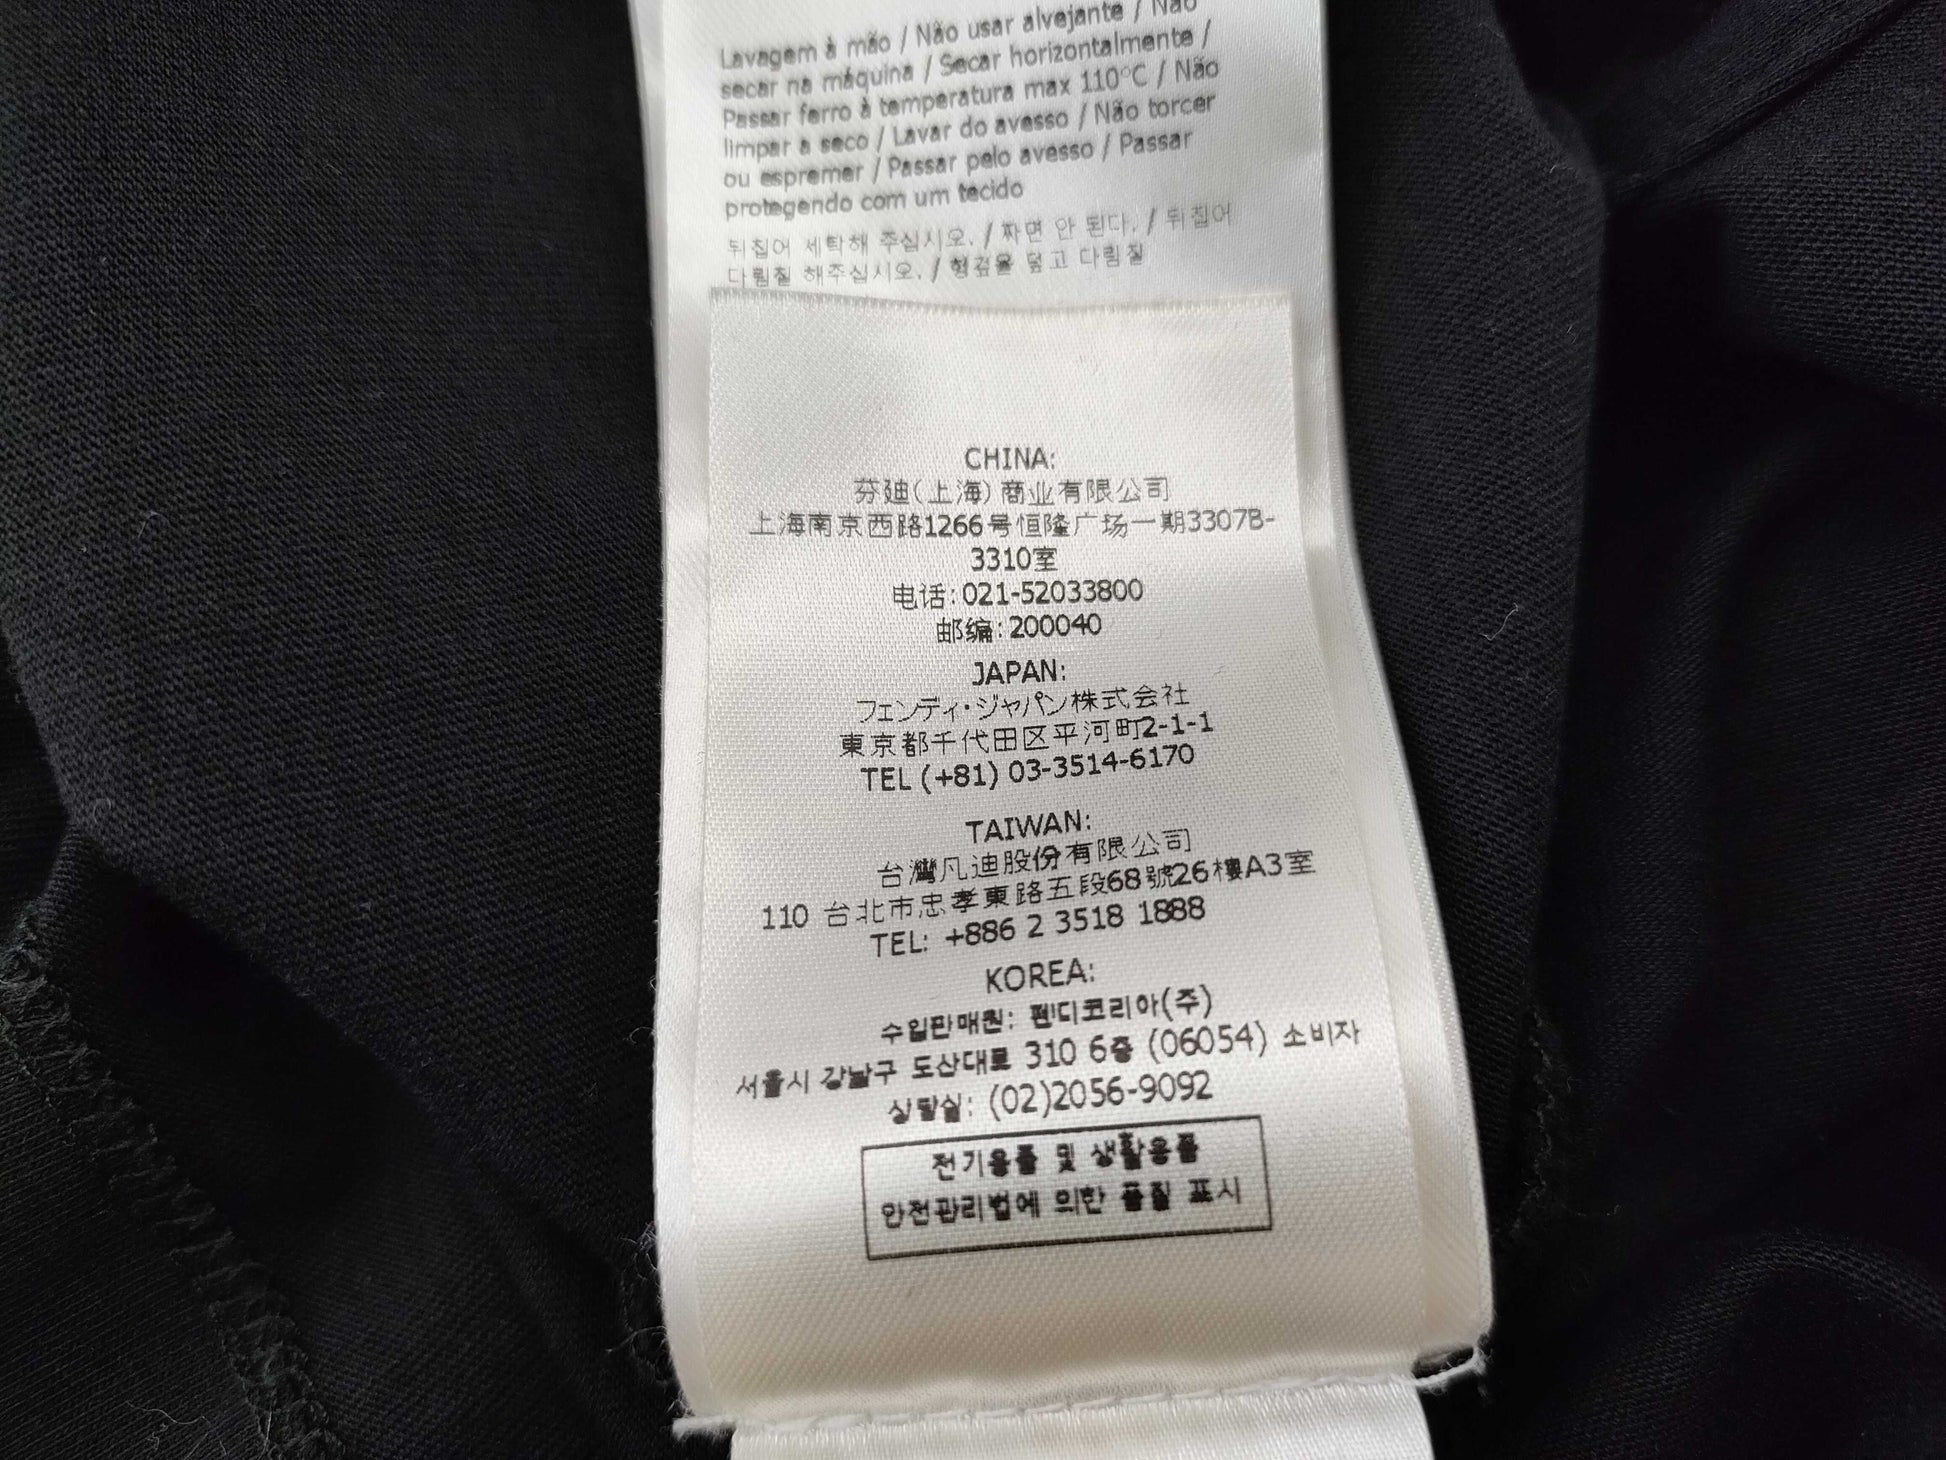 Lavagem à mão / Não usar alvejante / Não
secar na máquina / Secar horizontalmente /
Passar ferro à temperatura max 110°C / Não
limpar a seco / Lavar do avesso / Não torcer
ou espremer / Passar pelo avesso / Passar
protegendo com um tecido
뒤집어 세탁해 주십시오. / 짜면 안 된다. / 뒤집어
다림질 해주십시오. / 헝겊을 덮고 다림질
CHINA:
芬迪(上海)商业有限公司
上海南京西路1266号恒隆广场一期3307B-
3310室
电话:021-52033800
邮编:200040
JAPAN:
フェンディ・ジャパン株式会社
東京都千代田区平河町2-1-1
TEL (+81) 03-3514-6170
TAIWAN:
台灣凡迪股份有限公司
110 台北市忠孝東路五段68號26樓A3室
TEL: +886 2 3518 1888
KOREA:
수입판매원: 펜디코리아(주)
서울시 강남구 도산대로 310 6층 (06054) 소비자
상담실: (02)2056-9092
전기용품 및 생활용품
안전관리법에 의한 품질 표시